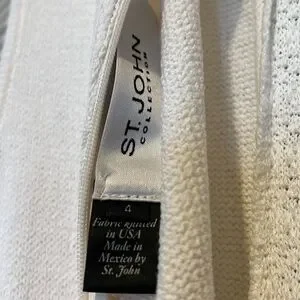 ST. JOHN
COLLECTION
4
Fabric knitted
in USA
Made in
Mexico by
St. John